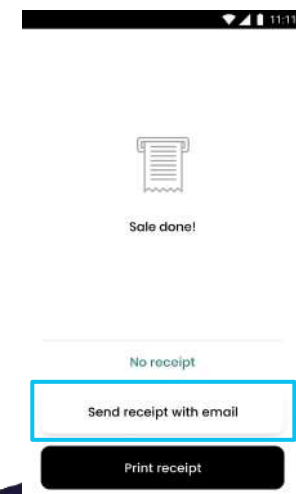 11:11
Sale done!
No receipt
Send receipt with email
Print receipt